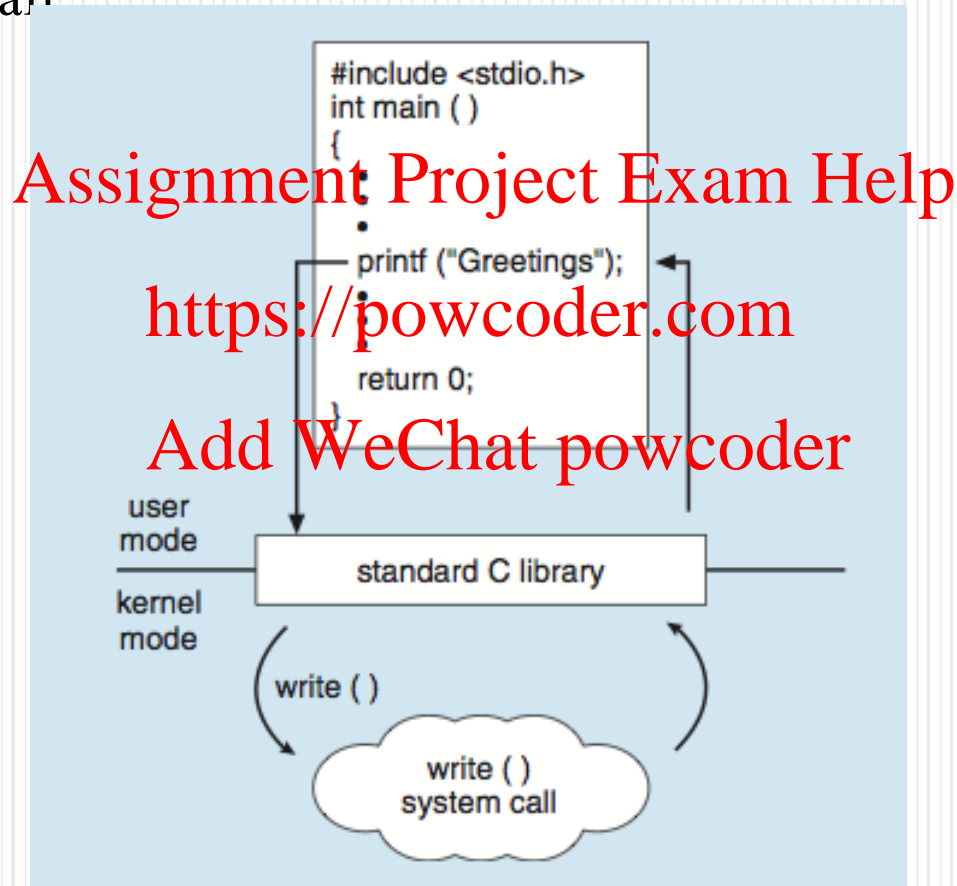 #include <stdio.h>
int main ( )
{
Assignment Project Exam Help
•
•
•
printf ("Greetings");
https://powcoder.com
•
•
•
return 0;
}
Add WeChat powcoder
user
mode
standard C library
kernel
mode
write ( )
write ( )
system call